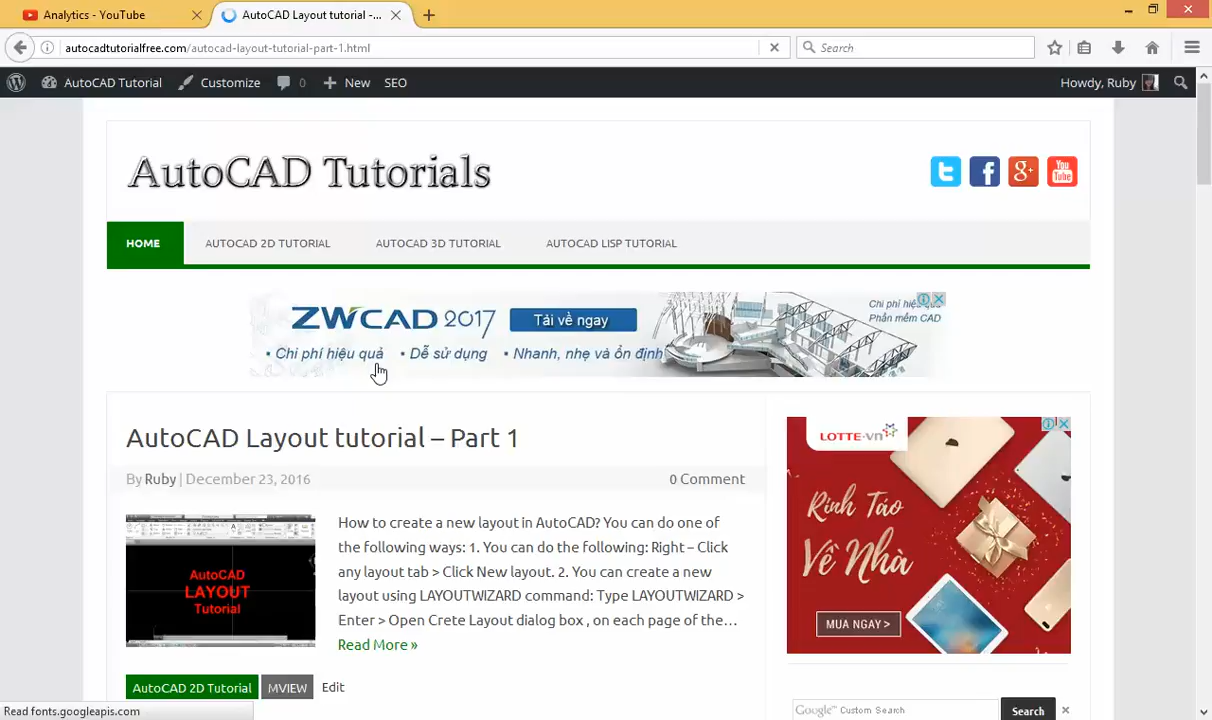 Analytics - YouTube
AutoCAD Layout tutorial -...
autocadtutorialfree.com/autocad-layout-tutorial-part-1.html
Search
AutoCAD Tutorial
Customize
0
New
SEO
Howdy, Ruby
AutoCAD Tutorials
You Tube
HOME
AUTOCAD 2D TUTORIAL
AUTOCAD 3D TUTORIAL
AUTOCAD LISP TUTORIAL
ZWCAD 2017
Tải về ngay
Chi phí hiệu quả
Phần mềm CAD
• Chi phí hiệu quả • Dễ sử dụng • Nhanh, nhẹ và ổn định
AutoCAD Layout tutorial – Part 1
By Ruby | December 23, 2016
0 Comment
AutoCAD
LAYOUT
Tutorial
How to create a new layout in AutoCAD? You can do one of
the following ways: 1. You can do the following: Right – Click
any layout tab > Click New layout. 2. You can create a new
layout using LAYOUTWIZARD command: Type LAYOUTWIZARD >
Enter > Open Crete Layout dialog box , on each page of the…
Read More »
AutoCAD 2D Tutorial
MVIEW
Edit
LOTTE.VN
Rinh Táo
Về Nhà
MUA NGAY >
Google™ Custom Search
Search
Read fonts.googleapis.com